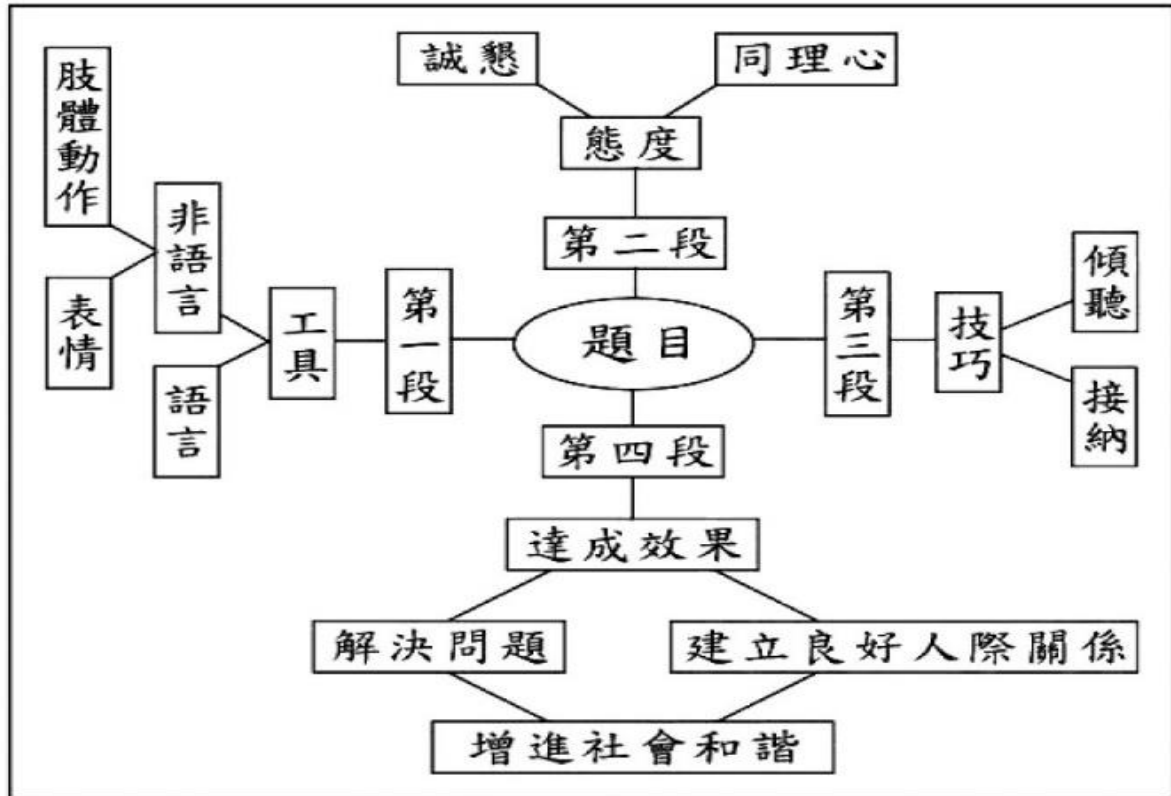 題目
第一段
工具
語言
非語言
表情
肢體動作
第二段
態度
誠懇
同理心
第三段
技巧
傾聽
接納
第四段
達成效果
解決問題
建立良好人際關係
增進社會和諧